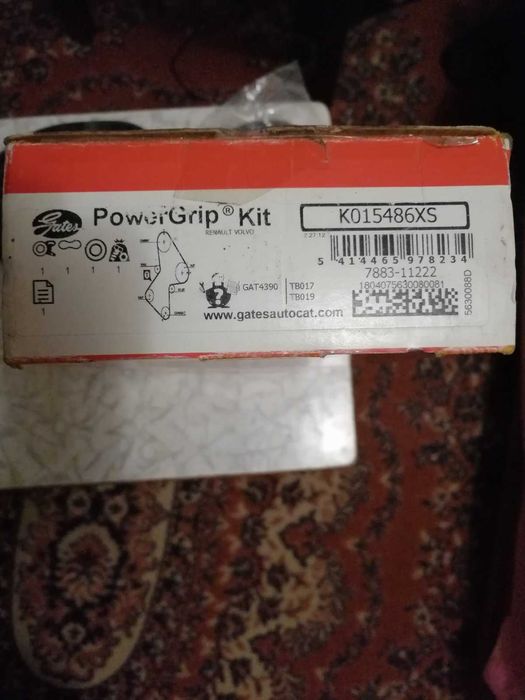 Gates
PowerGrip® Kit
RENAULT VOLVO
K015486XS
5 414465 978234
7883-11222
1804075630080081
5630088D
1 1 1 1
1
GAT4390
TB017
TB019
www.gatesautocat.com